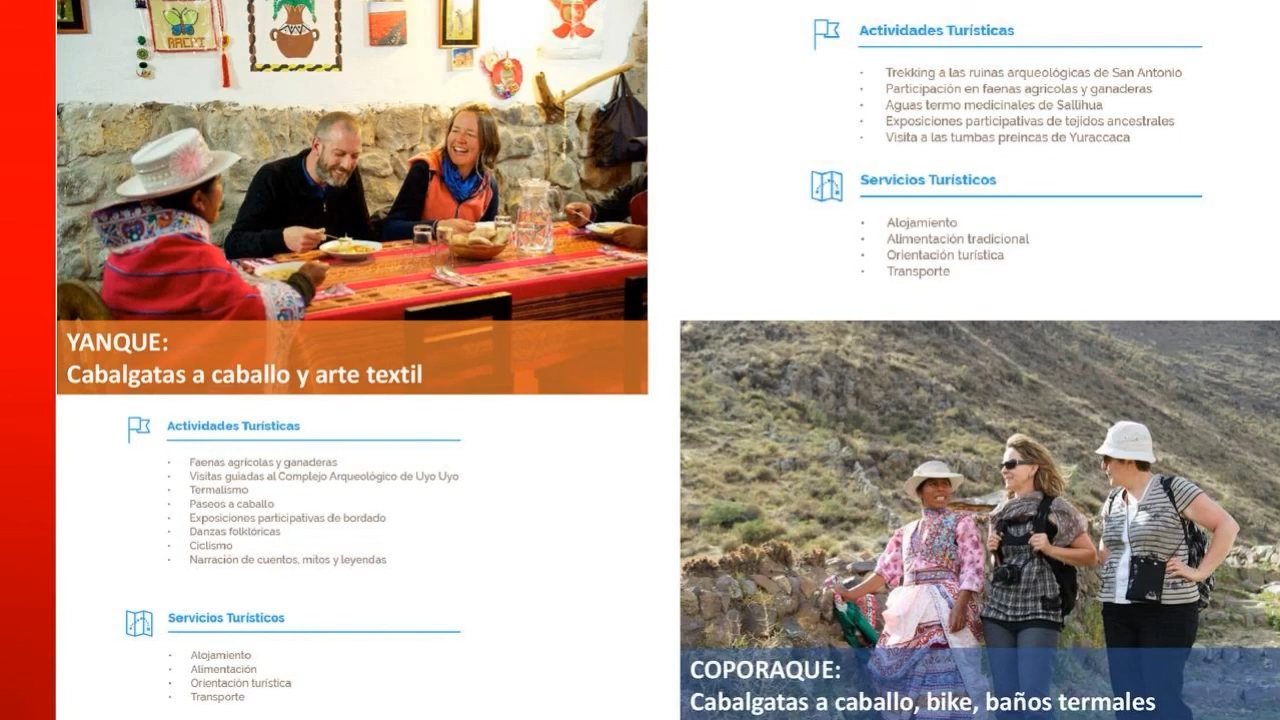 AACPI
YANQUE:
Cabalgatas a caballo y arte textil
Actividades Turísticas
• Faenas agrícolas y ganaderas
• Visitas guiadas al Complejo Arqueológico de Uyo Uyo
• Termalismo
• Paseos a caballo
• Exposiciones participativas de bordado
• Danzas folklóricas
• Ciclismo
• Narración de cuentos, mitos y leyendas
Servicios Turísticos
• Alojamiento
• Alimentación
• Orientación turística
• Transporte
Actividades Turísticas
• Trekking a las ruinas arqueológicas de San Antonio
• Participación en faenas agrícolas y ganaderas
• Aguas termo medicinales de Sallihua
• Exposiciones participativas de tejidos ancestrales
• Visita a las tumbas preincas de Yuraccaca
Servicios Turísticos
• Alojamiento
• Alimentación tradicional
• Orientación turística
• Transporte
COPORAQUE:
Cabalgatas a caballo, bike, baños termales